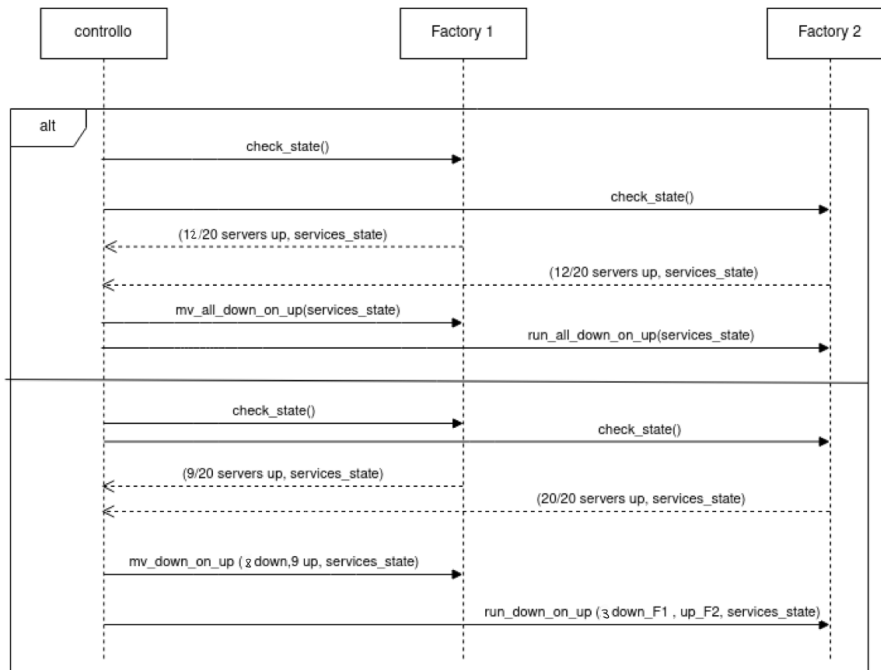 controllo
Factory 1
Factory 2
alt
check_state()
check_state()
(12/20 servers up, services_state)
(12/20 servers up, services_state)
mv_all_down_on_up(services_state)
run_all_down_on_up(services_state)
check_state()
check_state()
(9/20 servers up, services_state)
(20/20 servers up, services_state)
mv_down_on_up ( down,9 up, services_state)
run_down_on_up (3down_F1 , up_F2, services_state)